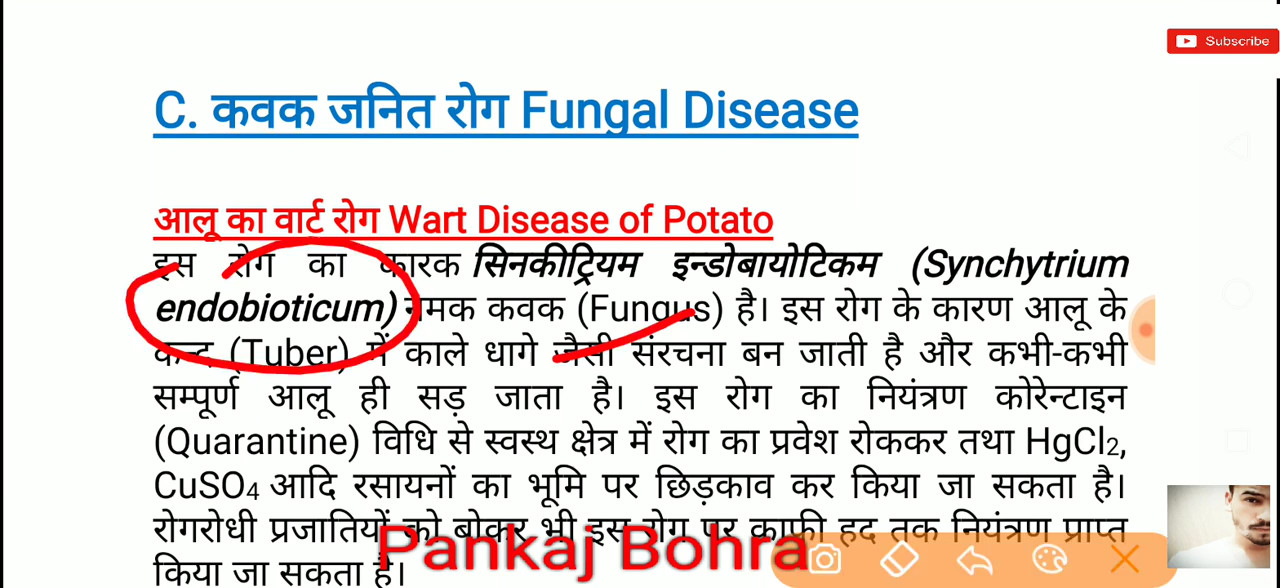 Subscribe
C. कवक जनित रोग Fungal Disease
आलू का वार्ट रोग Wart Disease of Potato
इस रोग का कारक सिनकीट्रियम इन्डोबायोटिकम (Synchytrium
endobioticum) नमक कवक (Fungus) है। इस रोग के कारण आलू के
कन्द (Tuber) में काले धागे जैसी संरचना बन जाती है और कभी-कभी
सम्पूर्ण आलू ही सड़ जाता है। इस रोग का नियंत्रण कोरेन्टाइन
(Quarantine) विधि से स्वस्थ क्षेत्र में रोग का प्रवेश रोककर तथा HgCl2,
CuSO4 आदि रसायनों का भूमि पर छिड़काव कर किया जा सकता है।
रोगरोधी प्रजातियों को बोकर भी इस रोग पर काफी हद तक नियंत्रण प्राप्त
किया जा सकता है।
Pankaj Bohra